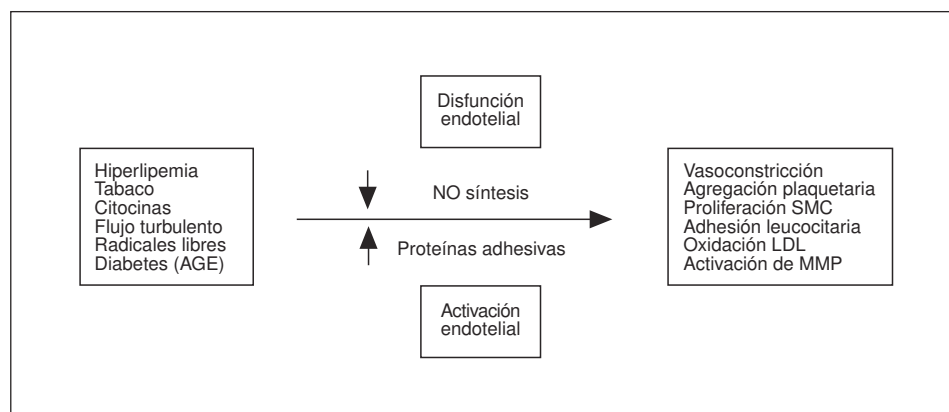 Disfunción
endotelial
Hiperlipemia
Tabaco
Citocinas
Flujo turbulento
Radicales libres
Diabetes (AGE)
NO síntesis
Proteínas adhesivas
Vasoconstricción
Agregación plaquetaria
Proliferación SMC
Adhesión leucocitaria
Oxidación LDL
Activación de MMP
Activación
endotelial